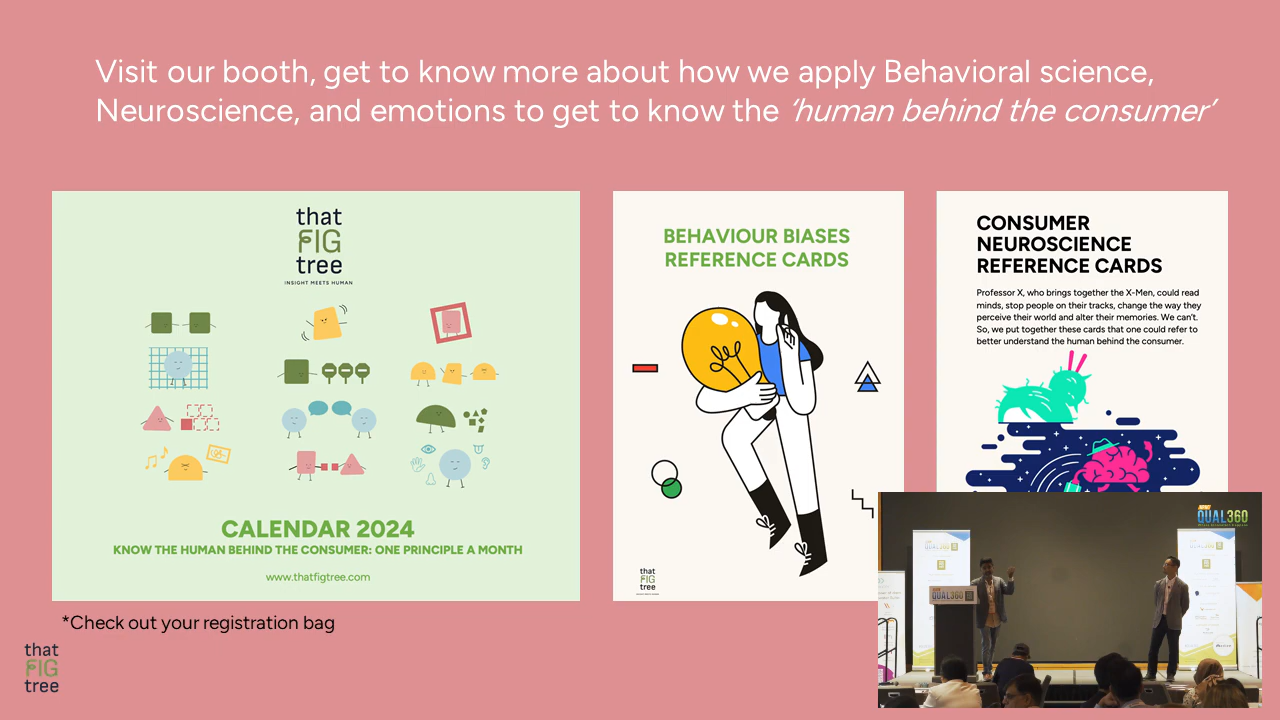 Visit our booth, get to know more about how we apply Behavioral science,
Neuroscience, and emotions to get to know the ‘human behind the consumer’
that
FIG
tree
INSIGHT MEETS HUMAN
CALENDAR 2024
KNOW THE HUMAN BEHIND THE CONSUMER: ONE PRINCIPLE A MONTH
www.thatfigtree.com
BEHAVIOUR BIASES
REFERENCE CARDS
that
FIG
tree
CONSUMER
NEUROSCIENCE
REFERENCE CARDS
Professor X, who brings together the X-Men, could read
minds, stop people on their tracks, change the way they
perceive their world and alter their memories. We can't.
So, we put together these cards that one could refer to
better understand the human behind the consumer.
*Check out your registration bag
that
FIG
tree
QUAL360
QUAL360
QUAL360
QUAL360